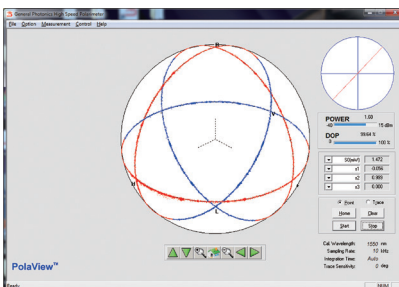 General Photonics High Speed Polarimeter
File Option Measurement Control Help
R
H
V
L
POWER 1.00
-40 15 dBm
DOP 99.64 %
0 100 %
S0(mW) 1.472
s1 -0.056
s2 0.998
s3 0.000
Point Trace
Home Clear
Start Stop
Cal. Wavelength: 1550 nm
Sampling Rate: 10 kHz
Integration Time: Auto
Trace Sensitivity: 0 deg
PolaView™
Ready NUM